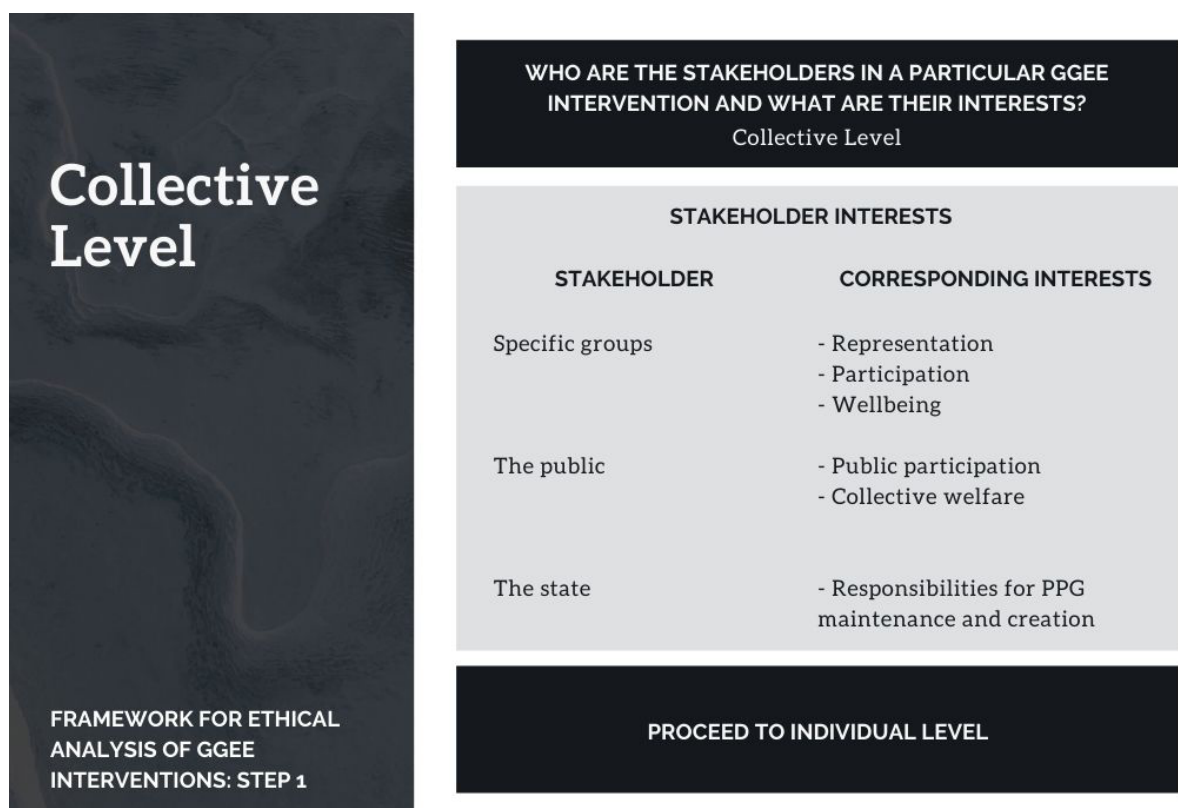 Collective
Level
FRAMEWORK FOR ETHICAL
ANALYSIS OF GGEE
INTERVENTIONS: STEP 1
WHO ARE THE STAKEHOLDERS IN A PARTICULAR GGEE
INTERVENTION AND WHAT ARE THEIR INTERESTS?
Collective Level
STAKEHOLDER INTERESTS
STAKEHOLDER
CORRESPONDING INTERESTS
Specific groups
- Representation
- Participation
- Wellbeing
The public
- Public participation
- Collective welfare
The state
- Responsibilities for PPG
maintenance and creation
PROCEED TO INDIVIDUAL LEVEL